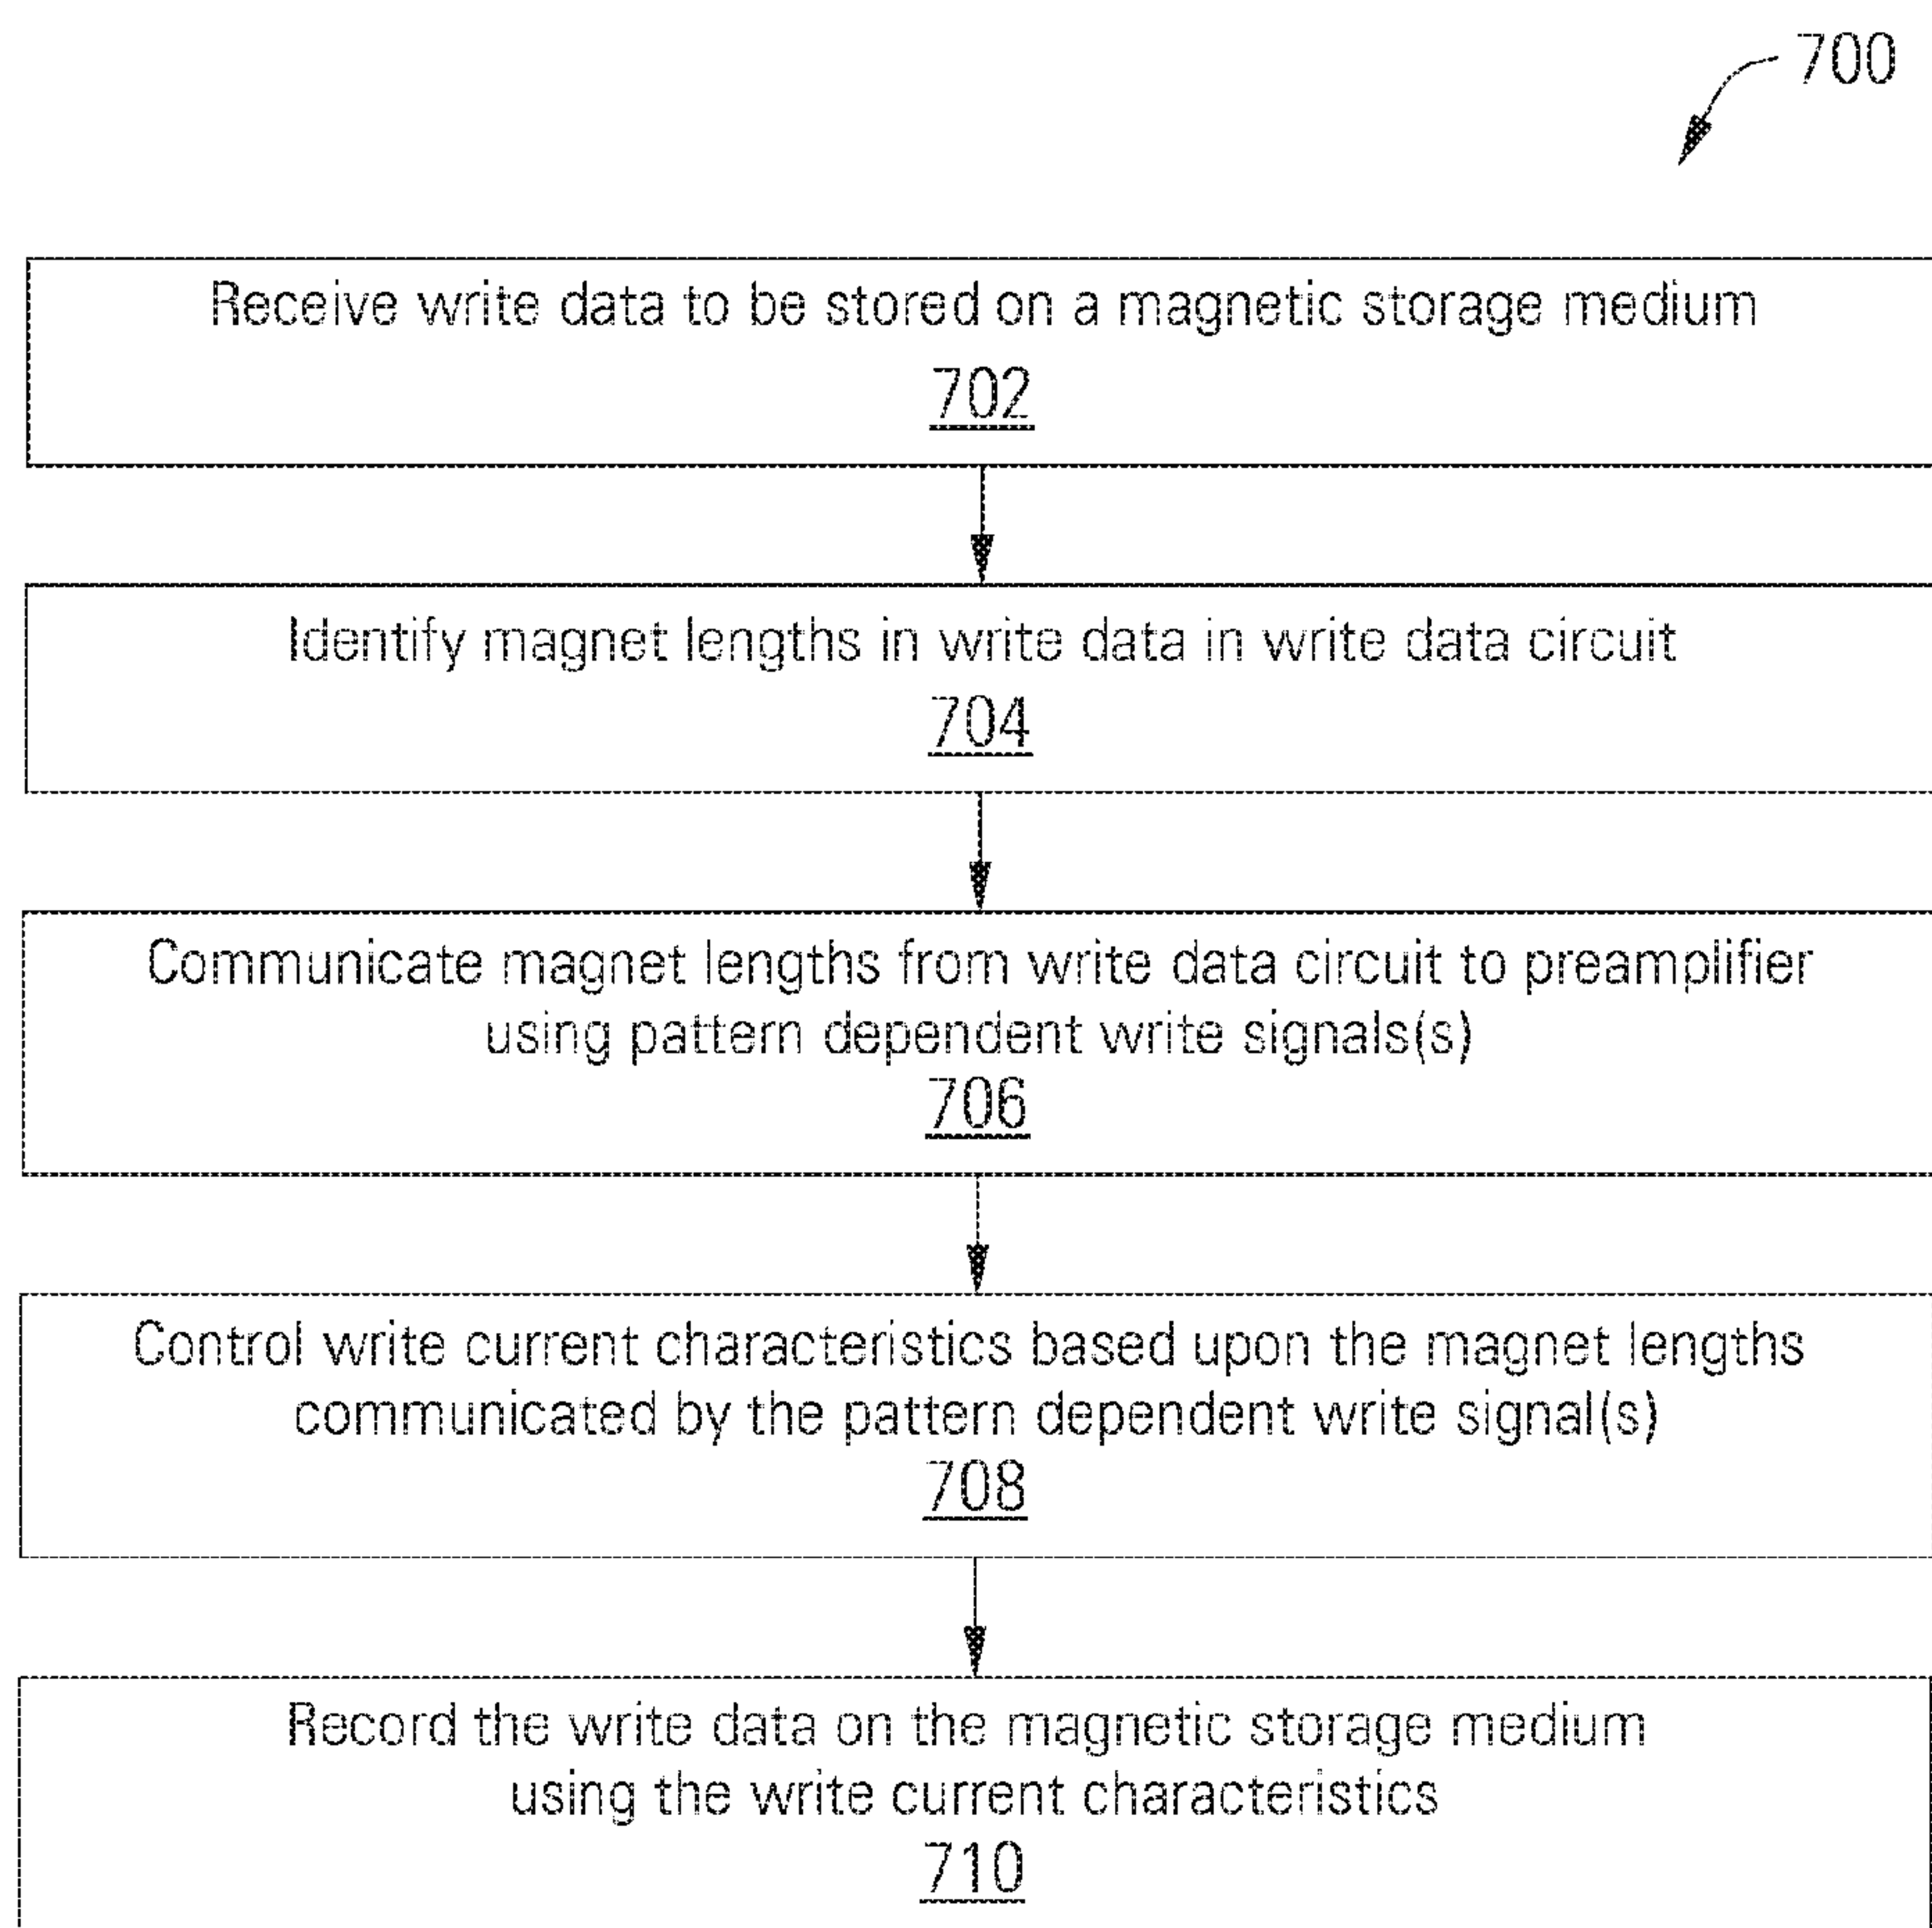 700
Receive write data to be stored on a magnetic storage medium
702
Identify magnet lengths in write data in write data circuit
704
Communicate magnet lengths from write data circuit to preamplifier
using pattern dependent write signals(s)
706
Control write current characteristics based upon the magnet lengths
communicated by the pattern dependent write signal(s)
708
Record the write data on the magnetic storage medium
using the write current characteristics
710